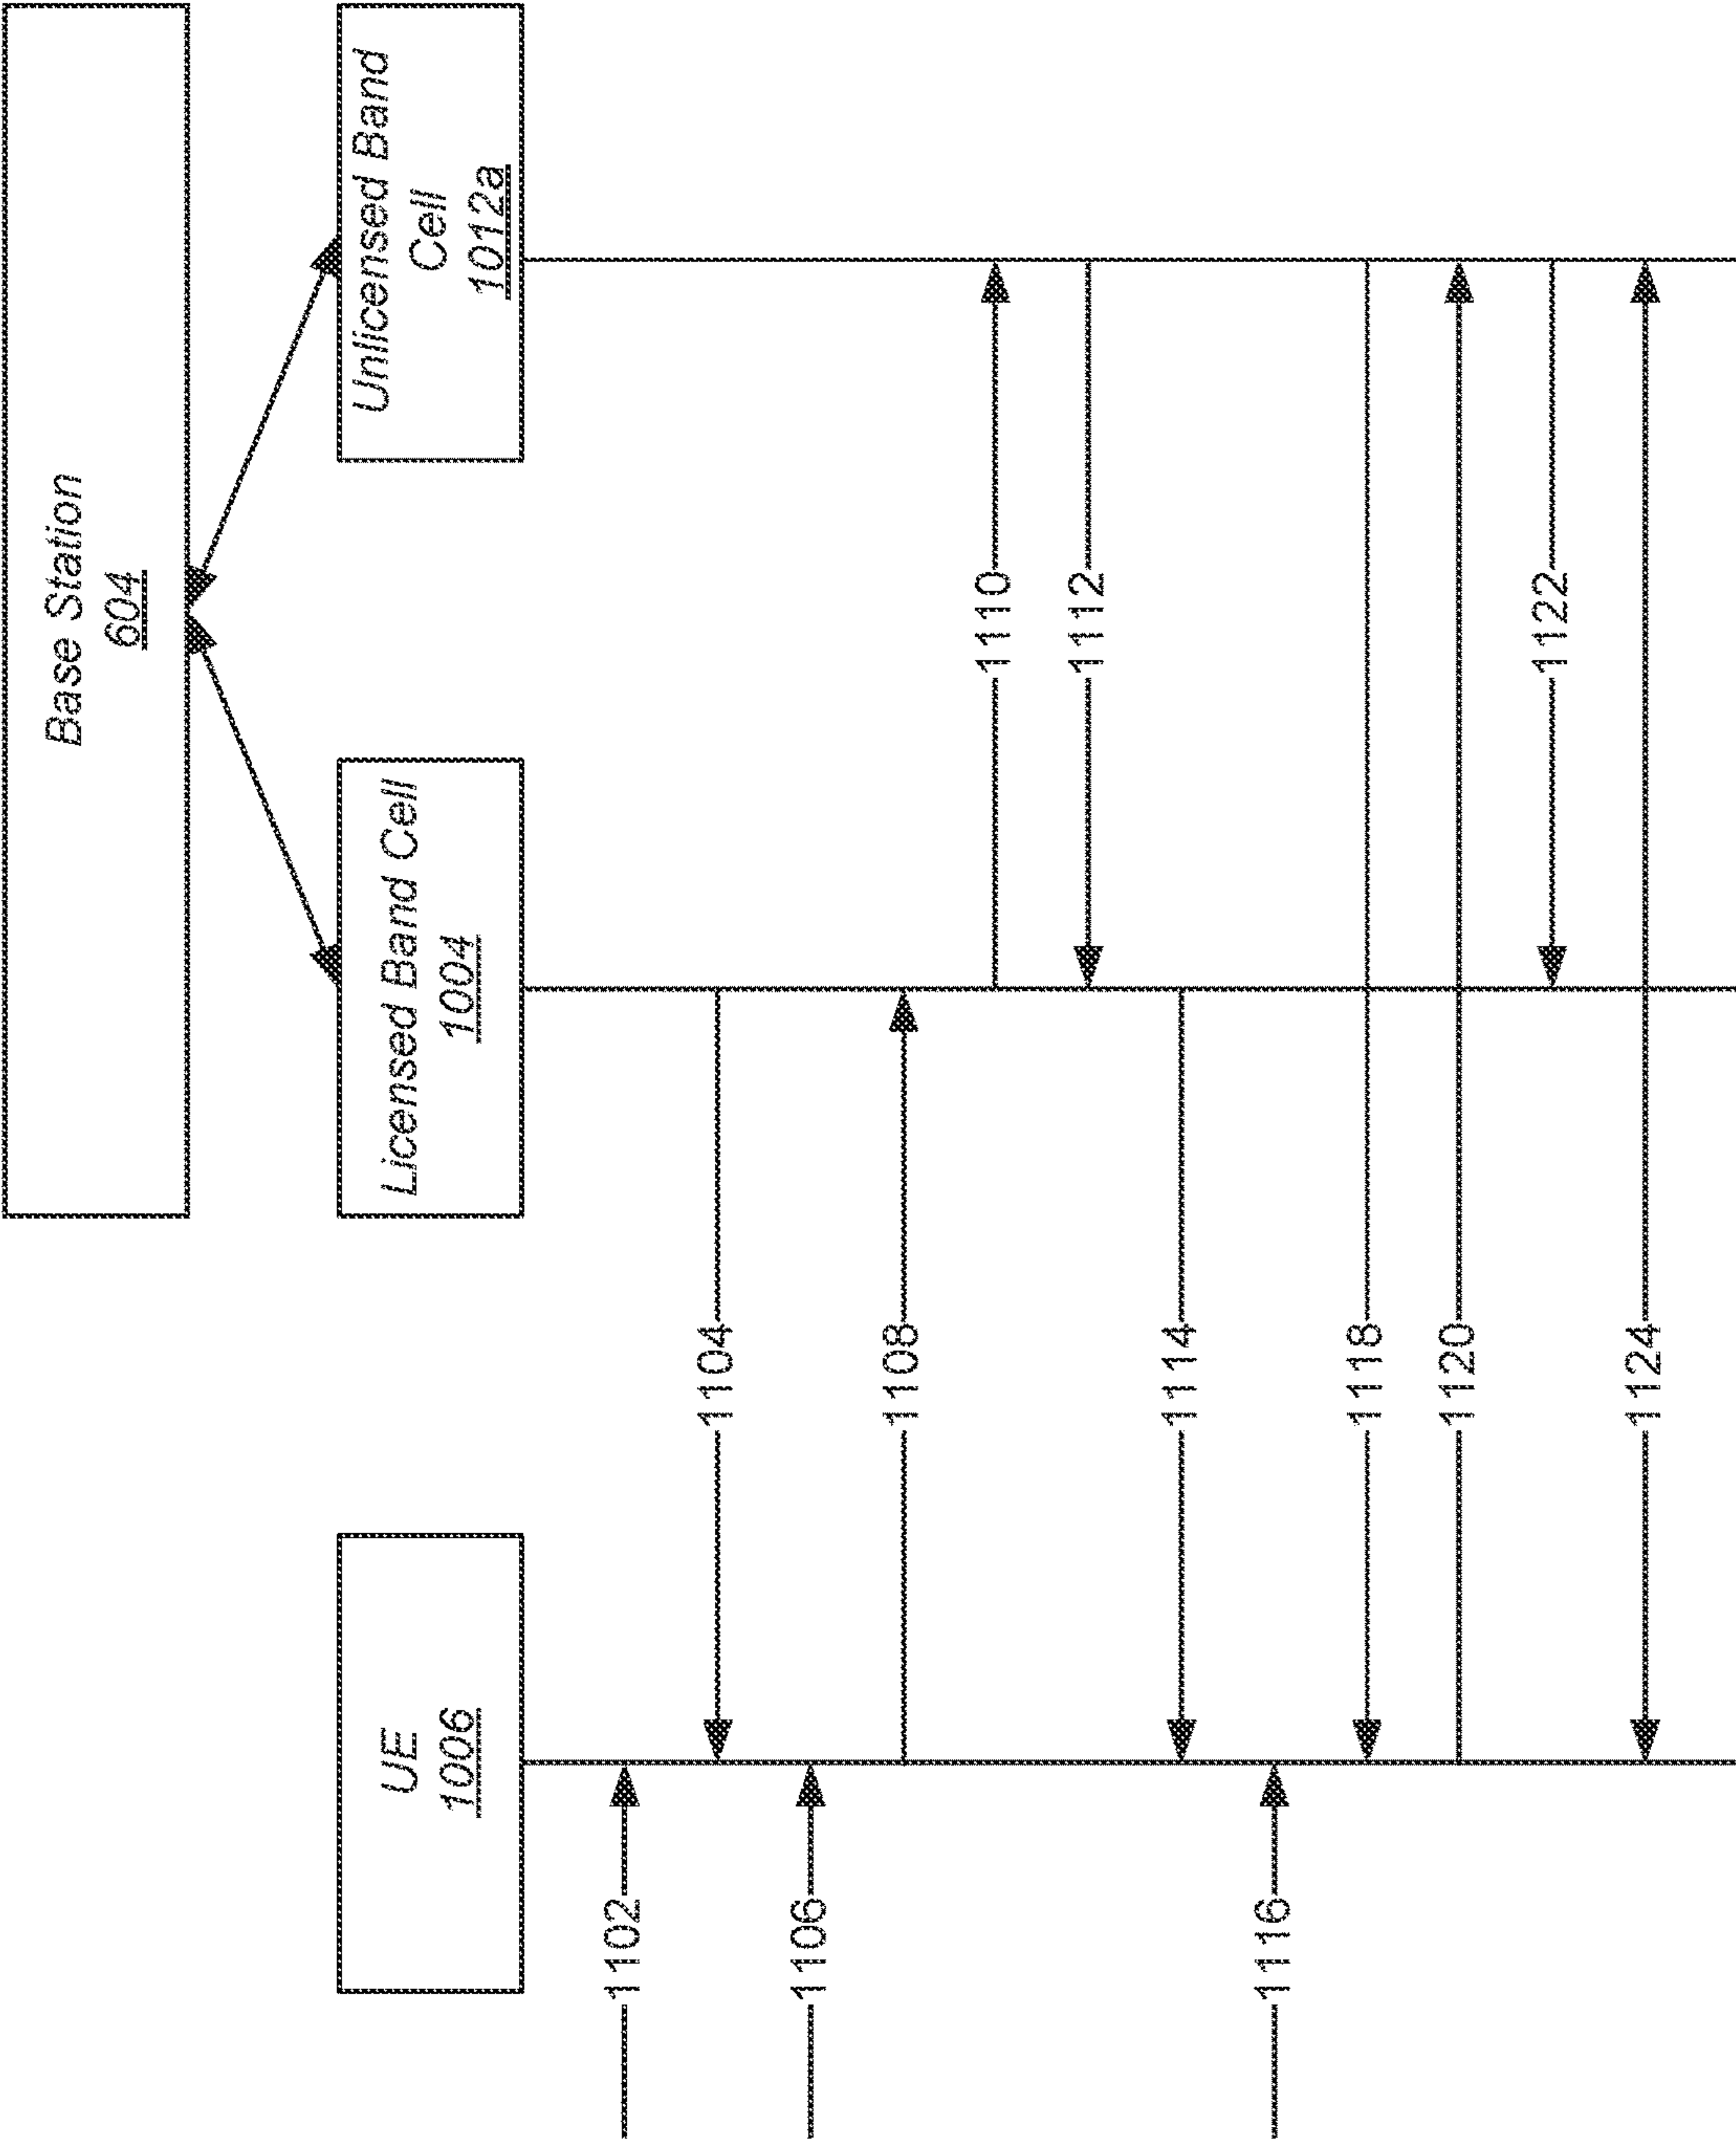 Base Station
604
UE
1006
Licensed Band Cell
1004
Unlicensed Band
Cell
1012a
1102
1104
1106
1108
1110
1112
1114
1116
1118
1120
1122
1124